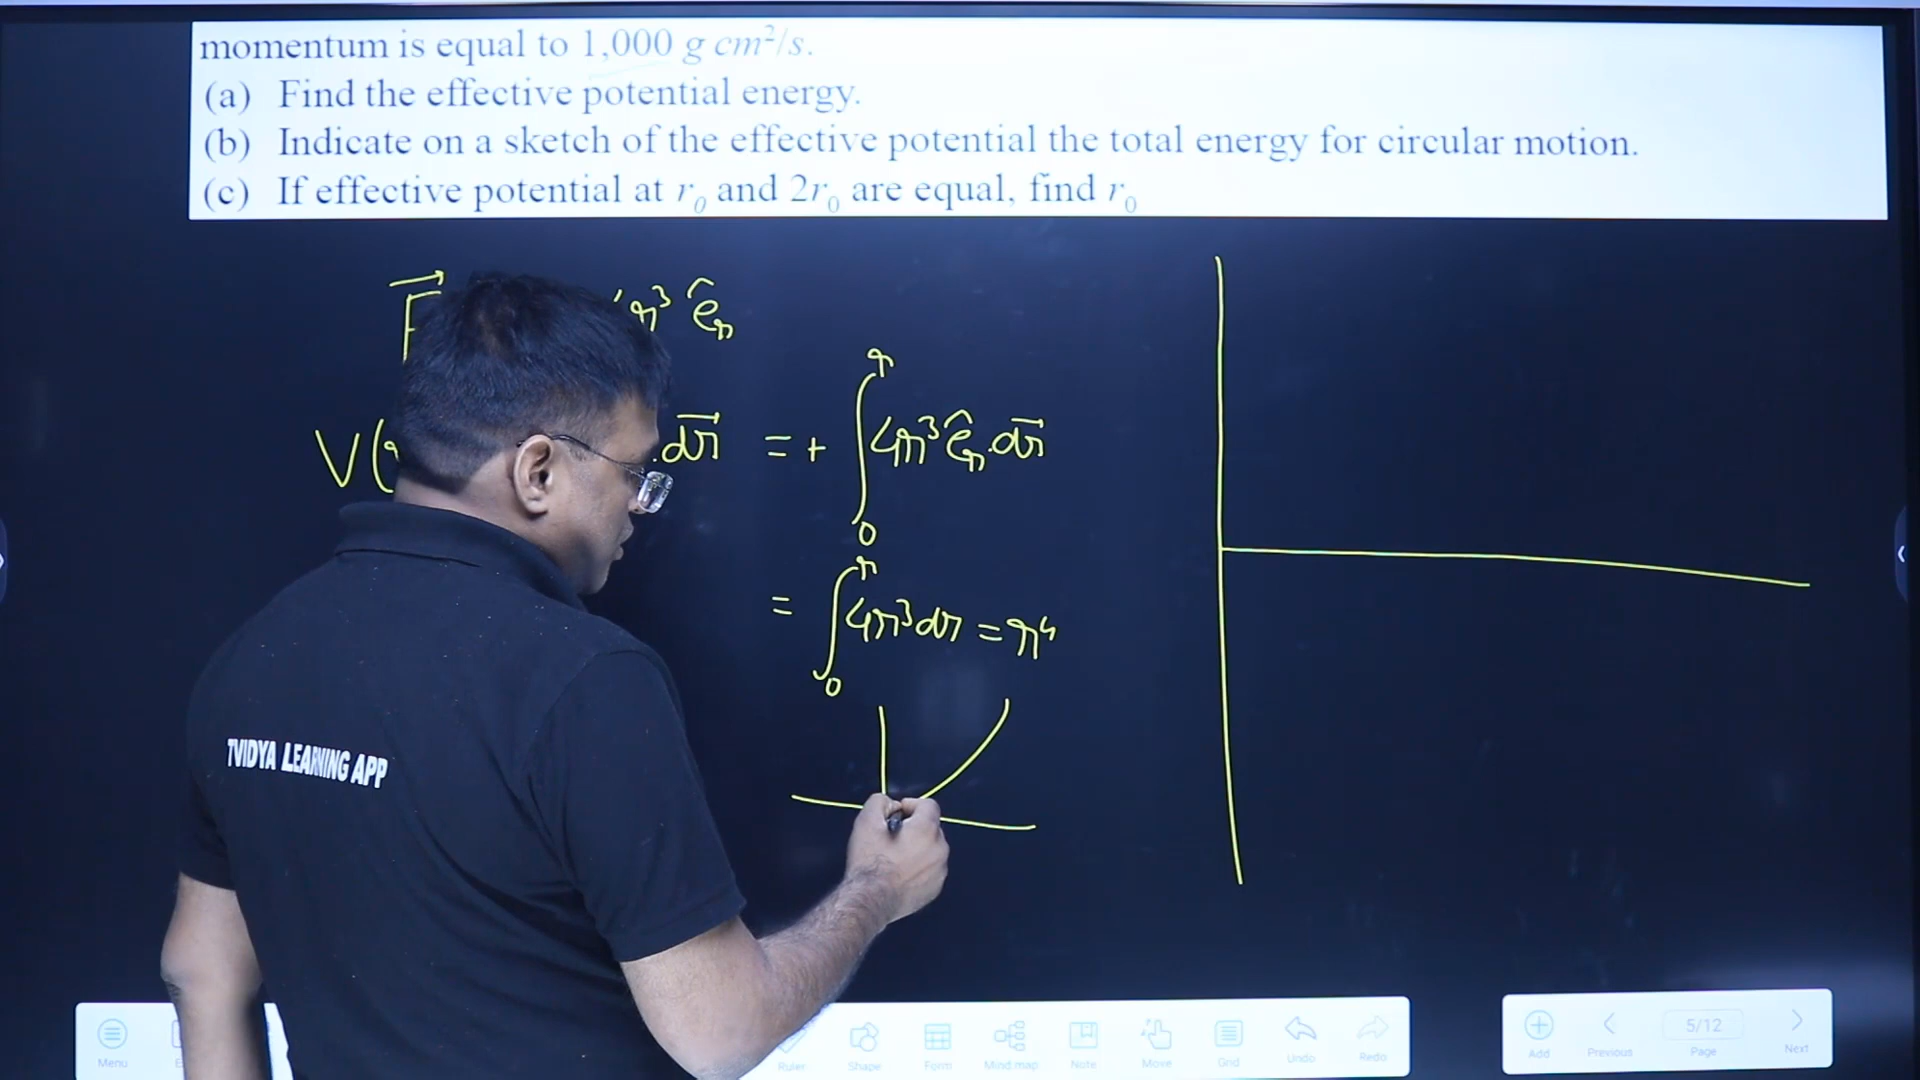 momentum is equal to 1,000 g cm²/s.
(a) Find the effective potential energy.
(b) Indicate on a sketch of the effective potential the total energy for circular motion.
(c) If effective potential at r₀ and 2r₀ are equal, find r₀
F r³ êr
V( .dr = + ∫₀ʳ 4r³ êr.dr
= ∫₀ʳ 4r³dr = r⁴
TVIDYA LEARNING APP
Menu Ruler Shape Form Mind map Note Move Grid Undo Redo
Add Previous 5/12 Page Next